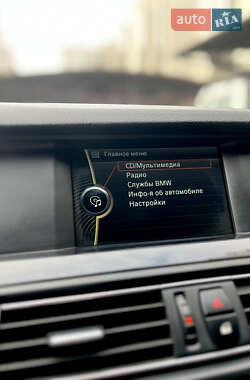 auto RIA
Главное меню
CD/Мультимедиа
Радио
Службы BMW
Инфо-я об автомобиле
Настройки